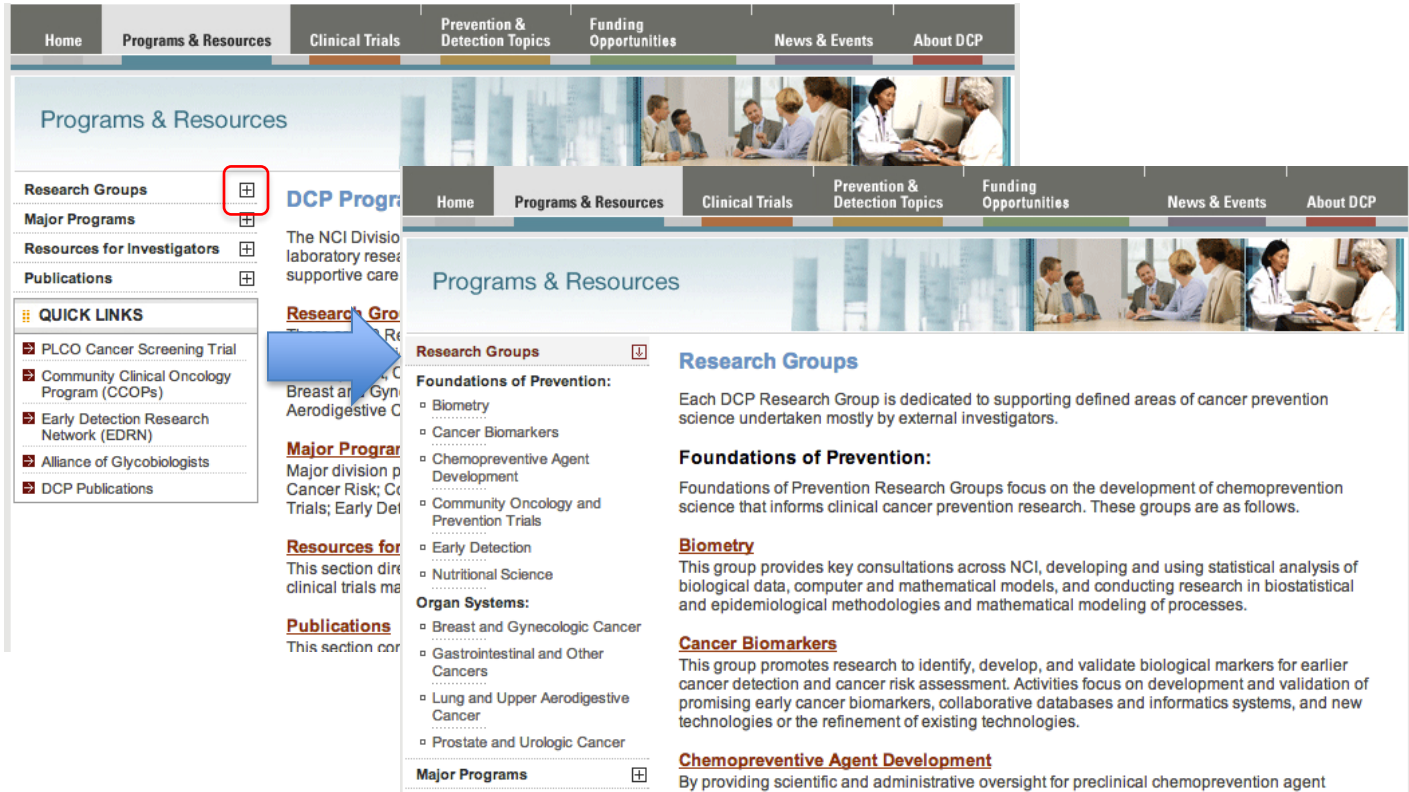 Home
Programs & Resources
Clinical Trials
Prevention &
Detection Topics
Funding
Opportunities
News & Events
About DCP
Programs & Resources
Research Groups
Major Programs
Resources for Investigators
Publications
QUICK LINKS
PLCO Cancer Screening Trial
Community Clinical Oncology
Program (CCOPs)
Early Detection Research
Network (EDRN)
Alliance of Glycobiologists
DCP Publications
DCP Progra
The NCI Divisio
laboratory resea
supportive care
Research Gro
Breast and Gyn
Aerodigestive C
Major Program
Major division p
Cancer Risk; Co
Trials; Early Det
Resources for
This section dire
clinical trials ma
Publications
This section con
Home
Programs & Resources
Clinical Trials
Prevention &
Detection Topics
Funding
Opportunities
News & Events
About DCP
Programs & Resources
Research Groups
Foundations of Prevention:
Biometry
Cancer Biomarkers
Chemopreventive Agent
Development
Community Oncology and
Prevention Trials
Early Detection
Nutritional Science
Organ Systems:
Breast and Gynecologic Cancer
Gastrointestinal and Other
Cancers
Lung and Upper Aerodigestive
Cancer
Prostate and Urologic Cancer
Major Programs
Research Groups
Each DCP Research Group is dedicated to supporting defined areas of cancer prevention
science undertaken mostly by external investigators.
Foundations of Prevention:
Foundations of Prevention Research Groups focus on the development of chemoprevention
science that informs clinical cancer prevention research. These groups are as follows.
Biometry
This group provides key consultations across NCI, developing and using statistical analysis of
biological data, computer and mathematical models, and conducting research in biostatistical
and epidemiological methodologies and mathematical modeling of processes.
Cancer Biomarkers
This group promotes research to identify, develop, and validate biological markers for earlier
cancer detection and cancer risk assessment. Activities focus on development and validation of
promising early cancer biomarkers, collaborative databases and informatics systems, and new
technologies or the refinement of existing technologies.
Chemopreventive Agent Development
By providing scientific and administrative oversight for preclinical chemoprevention agent